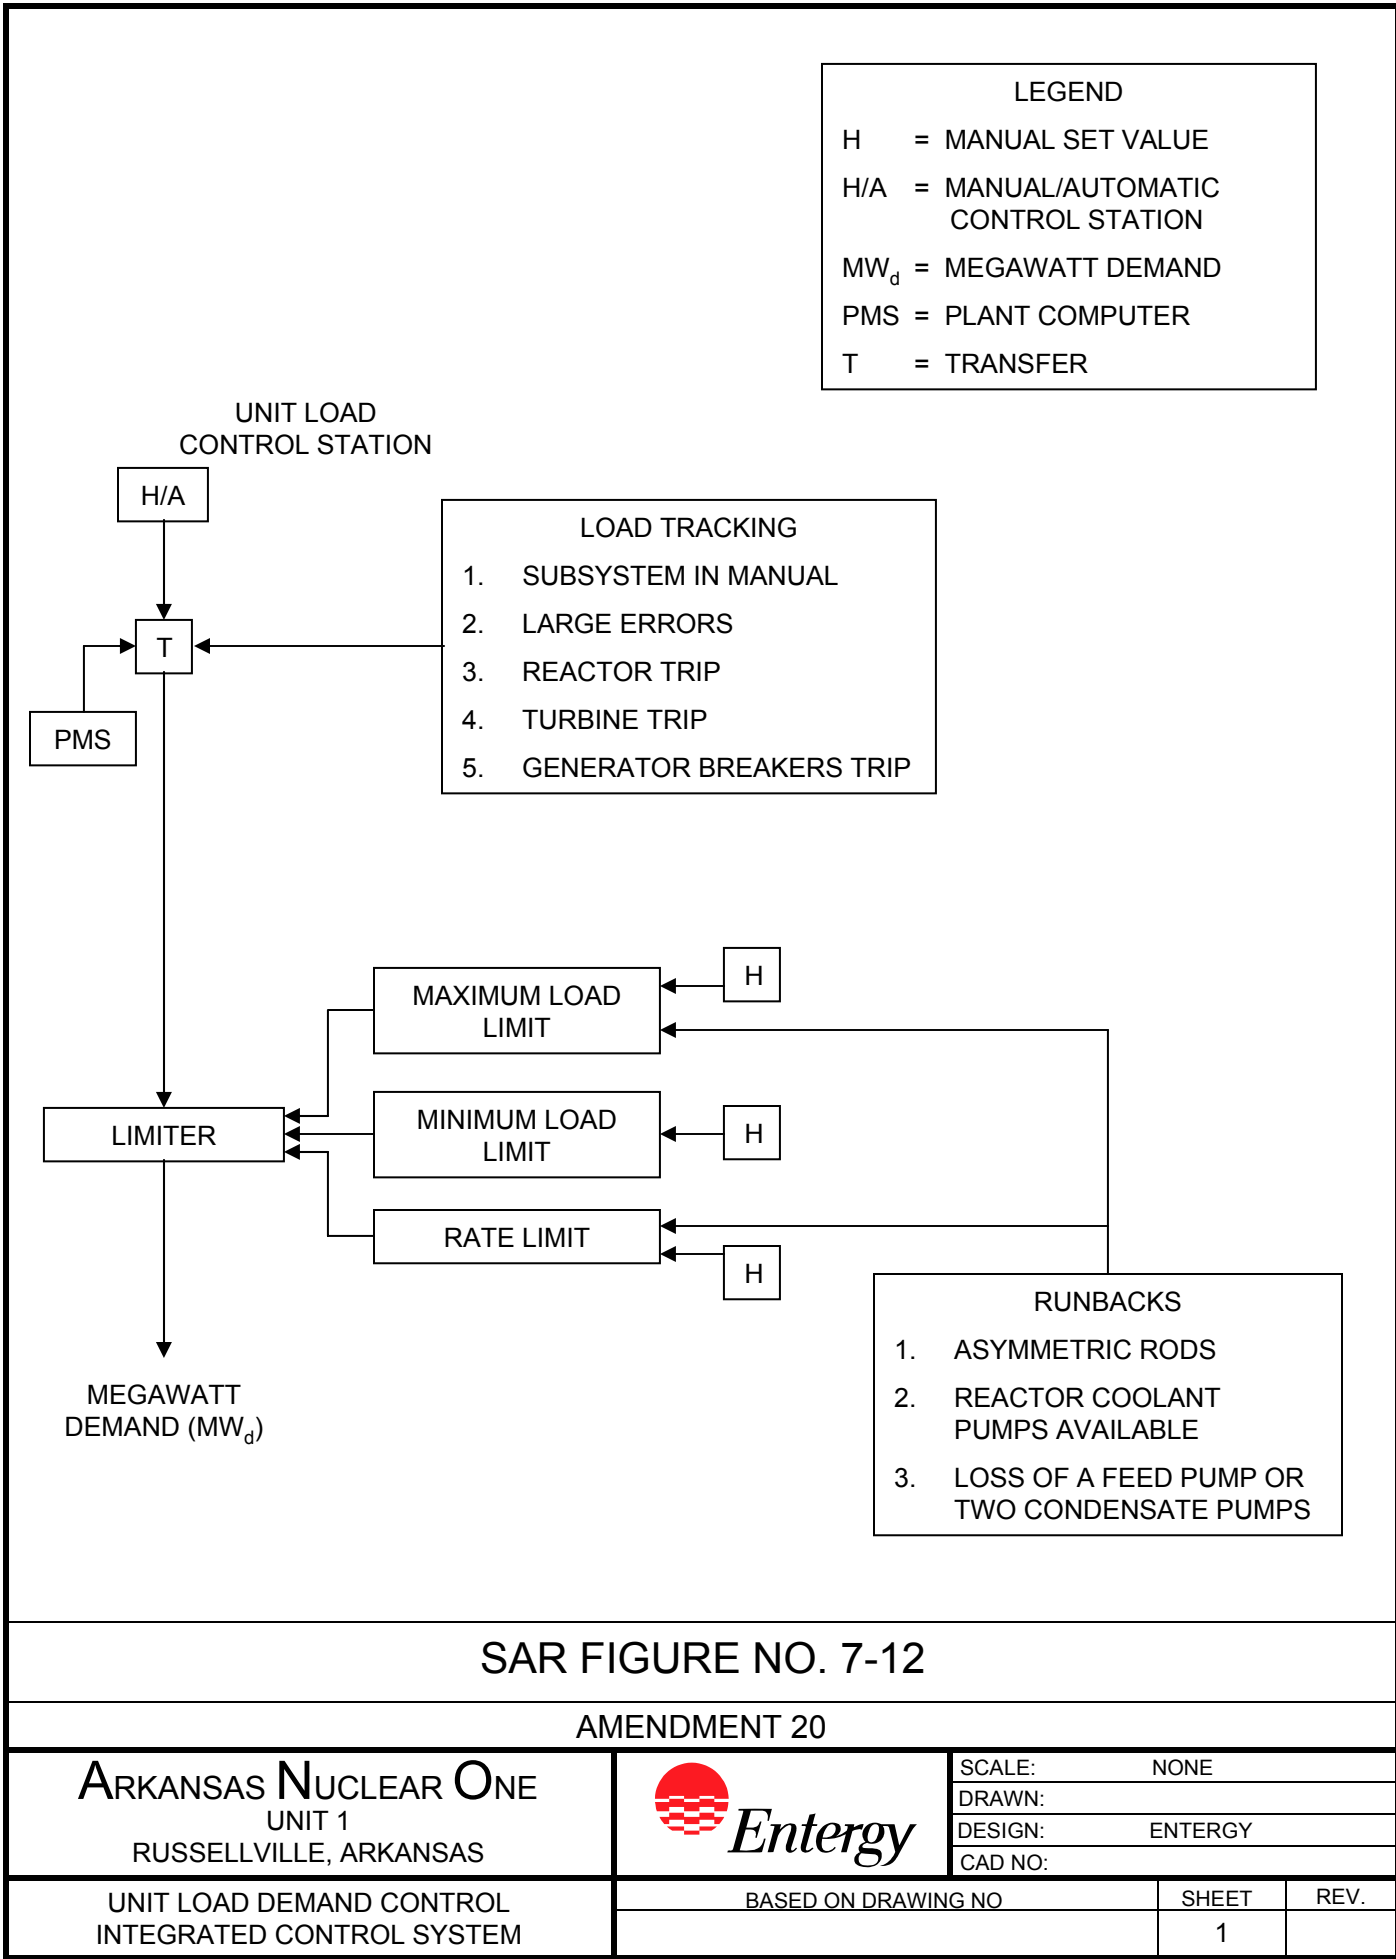 LEGEND
H = MANUAL SET VALUE
H/A = MANUAL/AUTOMATIC
CONTROL STATION
MWd = MEGAWATT DEMAND
PMS = PLANT COMPUTER
T = TRANSFER
UNIT LOAD
CONTROL STATION
H/A
LOAD TRACKING
1. SUBSYSTEM IN MANUAL
2. LARGE ERRORS
3. REACTOR TRIP
4. TURBINE TRIP
5. GENERATOR BREAKERS TRIP
T
PMS
H
MAXIMUM LOAD
LIMIT
MINIMUM LOAD
LIMIT
H
LIMITER
RATE LIMIT
H
RUNBACKS
1. ASYMMETRIC RODS
2. REACTOR COOLANT
PUMPS AVAILABLE
3. LOSS OF A FEED PUMP OR
TWO CONDENSATE PUMPS
MEGAWATT
DEMAND (MWd)
SAR FIGURE NO. 7-12
AMENDMENT 20
ARKANSAS NUCLEAR ONE
UNIT 1
RUSSELLVILLE, ARKANSAS
Entergy
SCALE: NONE
DRAWN:
DESIGN: ENTERGY
CAD NO:
UNIT LOAD DEMAND CONTROL
INTEGRATED CONTROL SYSTEM
BASED ON DRAWING NO
SHEET
REV.
1